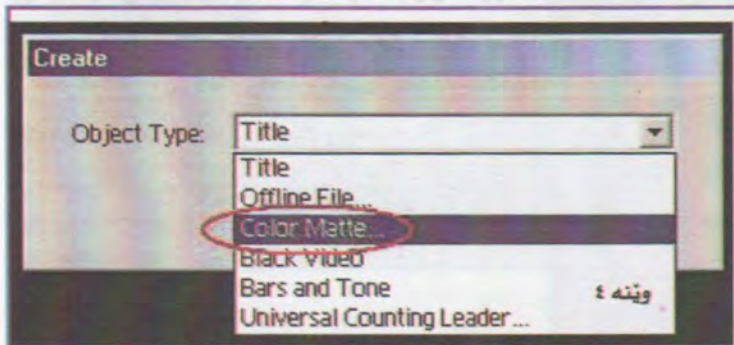 Create
Object Type: Title
Title
Offline File...
Color Matte...
Black Video
Bars and Tone
وێنە ٤
Universal Counting Leader...